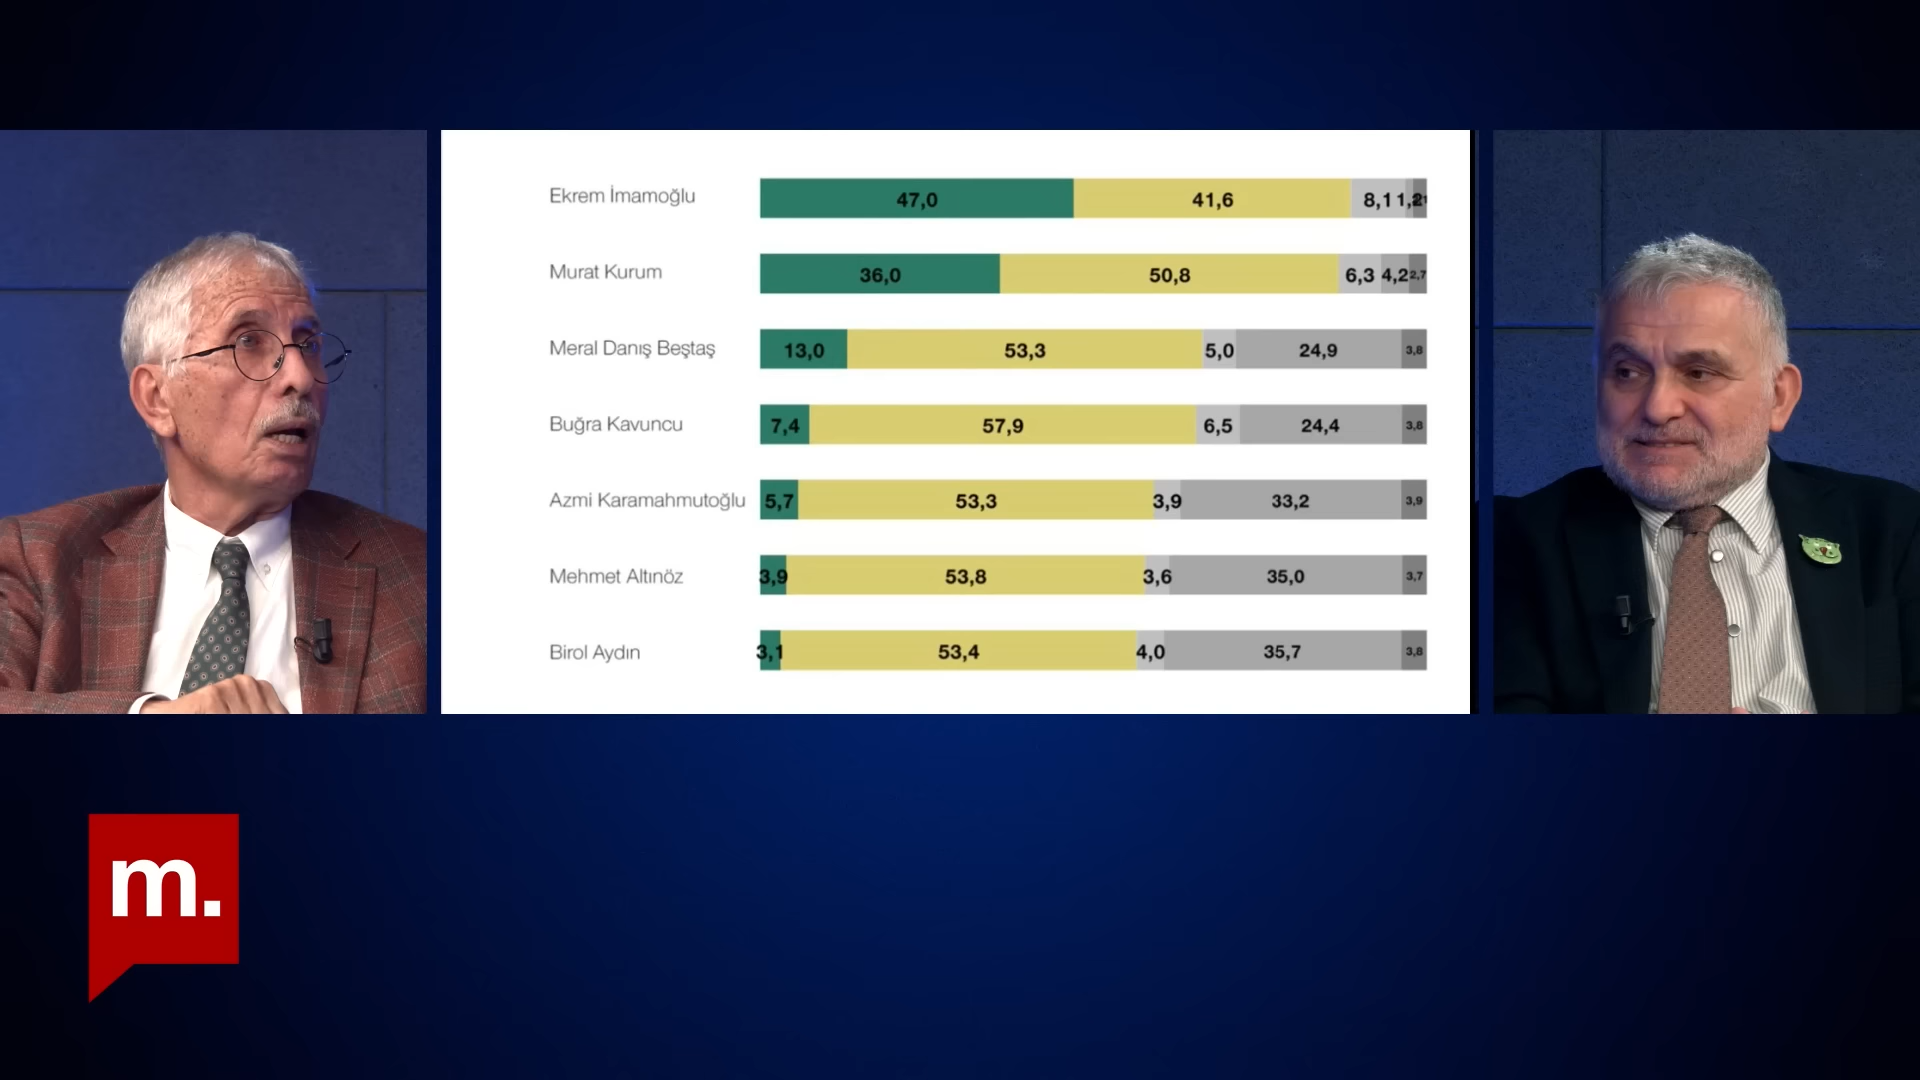 Ekrem İmamoğlu 47,0 41,6 8,1 1,2
Murat Kurum 36,0 50,8 6,3 4,2 2,7
Meral Danış Beştaş 13,0 53,3 5,0 24,9 3,8
Buğra Kavuncu 7,4 57,9 6,5 24,4 3,8
Azmi Karamahmutoğlu 5,7 53,3 3,9 33,2 3,9
Mehmet Altınöz 3,9 53,8 3,6 35,0 3,7
Birol Aydın 3,1 53,4 4,0 35,7 3,8
m.